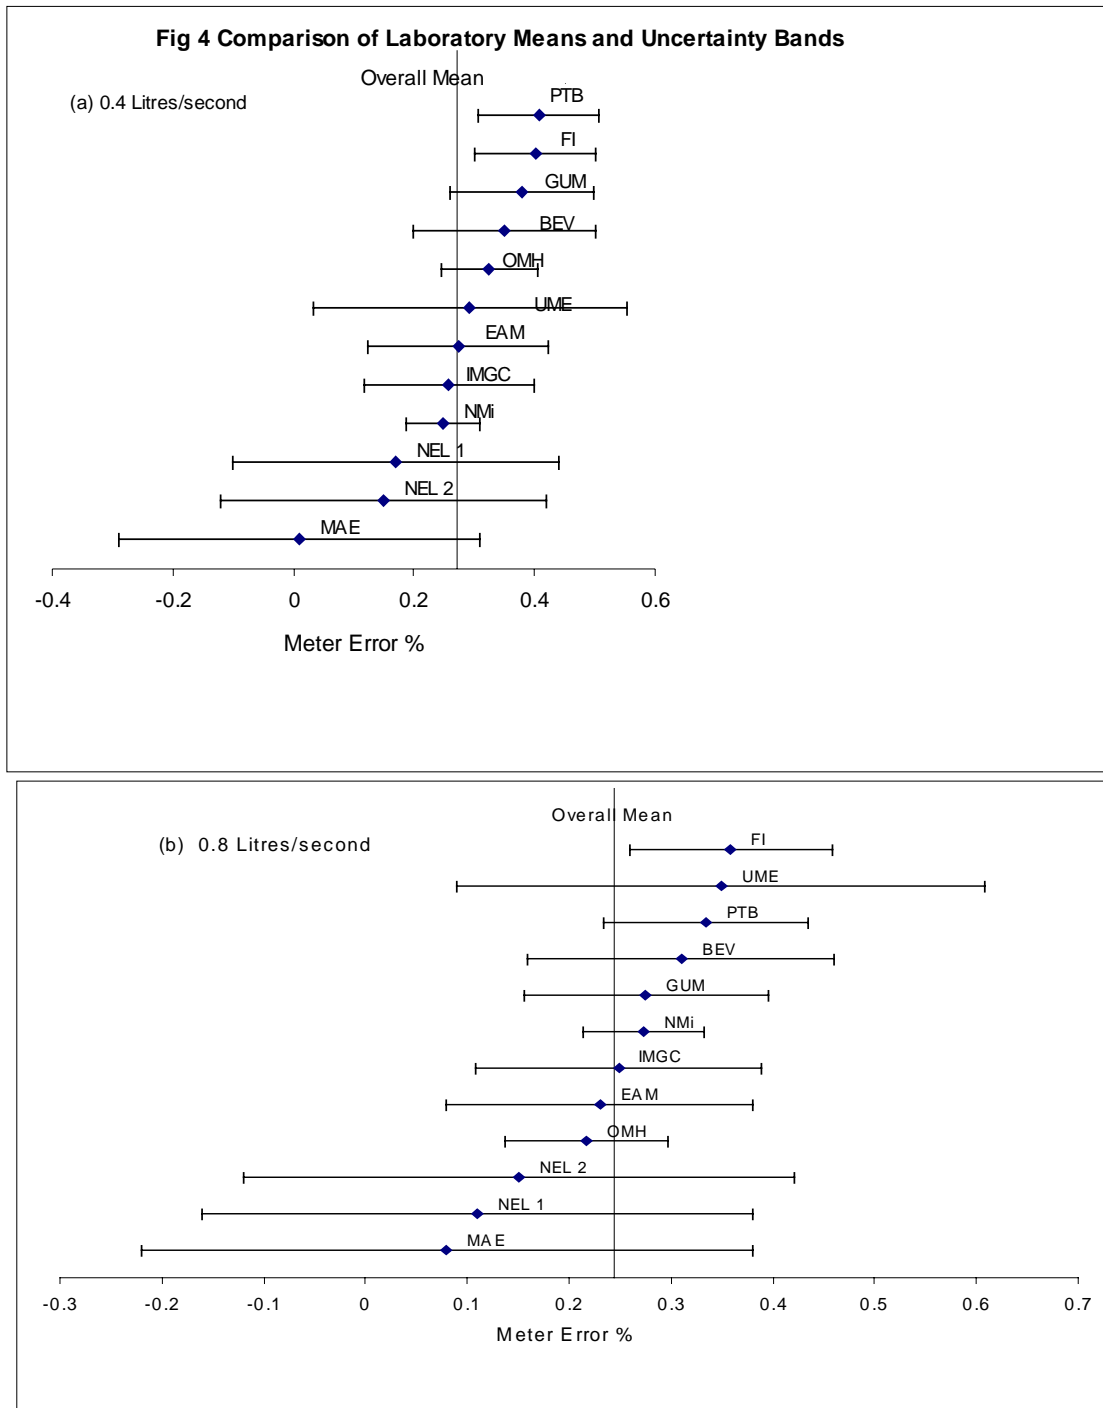 Fig 4 Comparison of Laboratory Means and Uncertainty Bands
Overall Mean
(a) 0.4 Litres/second
PTB
FI
GUM
BEV
OMH
UME
EAM
IMGC
NMi
NEL 1
NEL 2
MAE
-0.4 -0.2 0 0.2 0.4 0.6
Meter Error %
Overall Mean
(b) 0.8 Litres/second
FI
UME
PTB
BEV
GUM
NMi
IMGC
EAM
OMH
NEL 2
NEL 1
MAE
-0.3 -0.2 -0.1 0 0.1 0.2 0.3 0.4 0.5 0.6 0.7
Meter Error %